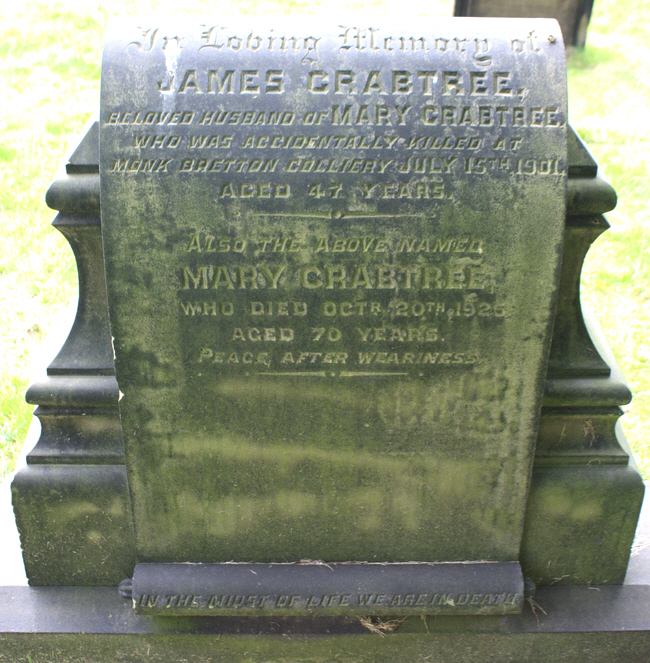 In Loving Memory of
JAMES CRABTREE,
BELOVED HUSBAND OF MARY CRABTREE,
WHO WAS ACCIDENTALLY KILLED AT
MONK BRETTON COLLIERY JULY 15TH 1901.
AGED 47 YEARS.
ALSO THE ABOVE NAMED
MARY CRABTREE,
WHO DIED OCTR 20TH, 1925
AGED 70 YEARS.
PEACE, AFTER WEARINESS.
IN THE MIDST OF LIFE WE ARE IN DEATH